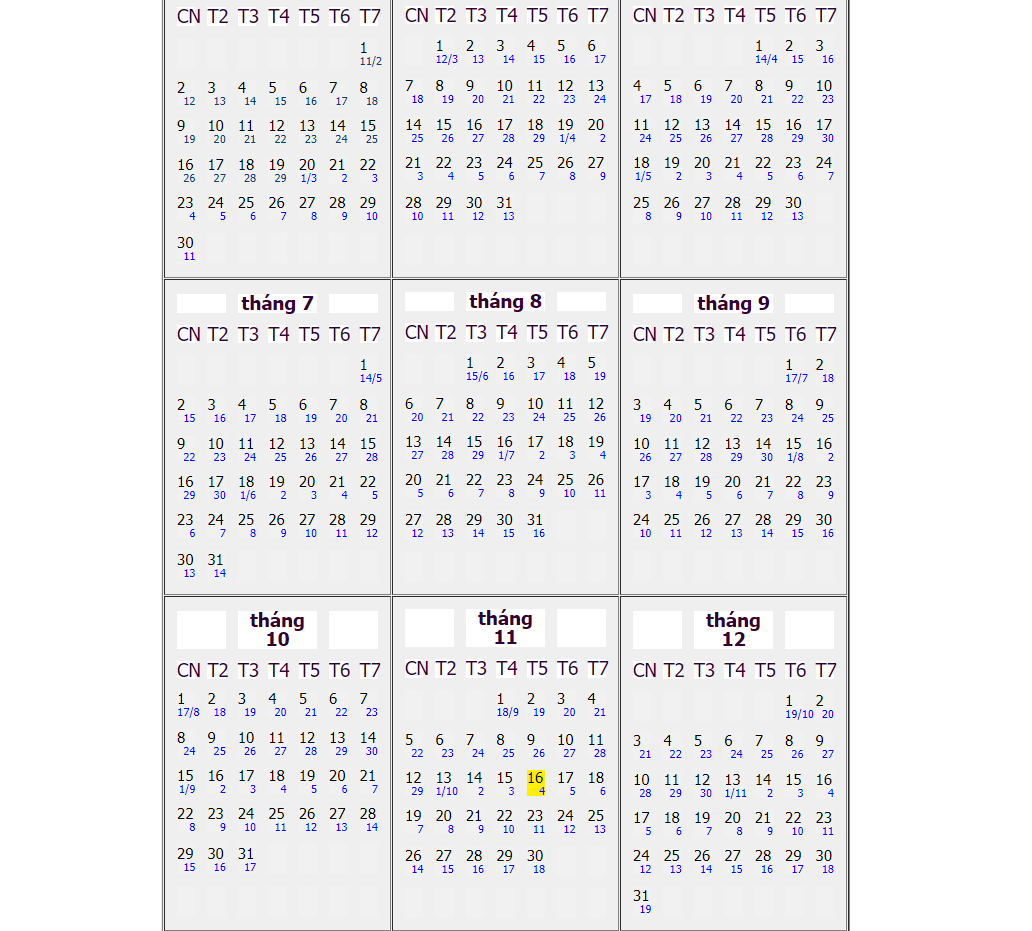 CN T2 T3 T4 T5 T6 T7
1
11/2
2 3 4 5 6 7 8
12 13 14 15 16 17 18
9 10 11 12 13 14 15
19 20 21 22 23 24 25
16 17 18 19 20 21 22
26 27 28 29 1/3 2 3
23 24 25 26 27 28 29
4 5 6 7 8 9 10
30
11
CN T2 T3 T4 T5 T6 T7
1 2 3 4 5 6
12/3 13 14 15 16 17
7 8 9 10 11 12 13
18 19 20 21 22 23 24
14 15 16 17 18 19 20
25 26 27 28 29 1/4 2
21 22 23 24 25 26 27
3 4 5 6 7 8 9
28 29 30 31
10 11 12 13
CN T2 T3 T4 T5 T6 T7
1 2 3
14/4 15 16
4 5 6 7 8 9 10
17 18 19 20 21 22 23
11 12 13 14 15 16 17
24 25 26 27 28 29 30
18 19 20 21 22 23 24
1/5 2 3 4 5 6 7
25 26 27 28 29 30
8 9 10 11 12 13
tháng 7
CN T2 T3 T4 T5 T6 T7
1
14/5
2 3 4 5 6 7 8
15 16 17 18 19 20 21
9 10 11 12 13 14 15
22 23 24 25 26 27 28
16 17 18 19 20 21 22
29 30 1/6 2 3 4 5
23 24 25 26 27 28 29
6 7 8 9 10 11 12
30 31
13 14
tháng 8
CN T2 T3 T4 T5 T6 T7
1 2 3 4 5
15/6 16 17 18 19
6 7 8 9 10 11 12
20 21 22 23 24 25 26
13 14 15 16 17 18 19
27 28 29 1/7 2 3 4
20 21 22 23 24 25 26
5 6 7 8 9 10 11
27 28 29 30 31
12 13 14 15 16
tháng 9
CN T2 T3 T4 T5 T6 T7
1 2
17/7 18
3 4 5 6 7 8 9
19 20 21 22 23 24 25
10 11 12 13 14 15 16
26 27 28 29 30 1/8 2
17 18 19 20 21 22 23
3 4 5 6 7 8 9
24 25 26 27 28 29 30
10 11 12 13 14 15 16
tháng
10
CN T2 T3 T4 T5 T6 T7
1 2 3 4 5 6 7
17/8 18 19 20 21 22 23
8 9 10 11 12 13 14
24 25 26 27 28 29 30
15 16 17 18 19 20 21
1/9 2 3 4 5 6 7
22 23 24 25 26 27 28
8 9 10 11 12 13 14
29 30 31
15 16 17
tháng
11
CN T2 T3 T4 T5 T6 T7
1 2 3 4
18/9 19 20 21
5 6 7 8 9 10 11
22 23 24 25 26 27 28
12 13 14 15 16 17 18
29 1/10 2 3 4 5 6
19 20 21 22 23 24 25
7 8 9 10 11 12 13
26 27 28 29 30
14 15 16 17 18
tháng
12
CN T2 T3 T4 T5 T6 T7
1 2
19/10 20
3 4 5 6 7 8 9
21 22 23 24 25 26 27
10 11 12 13 14 15 16
28 29 30 1/11 2 3 4
17 18 19 20 21 22 23
5 6 7 8 9 10 11
24 25 26 27 28 29 30
12 13 14 15 16 17 18
31
19